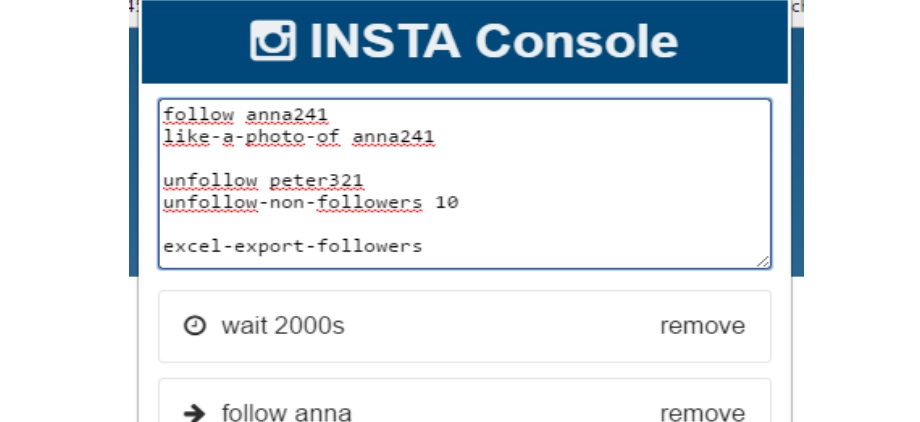 INSTA Console
follow anna241
like-a-photo-of anna241
unfollow peter321
unfollow-non-followers 10
excel-export-followers
wait 2000s
remove
follow anna
remove